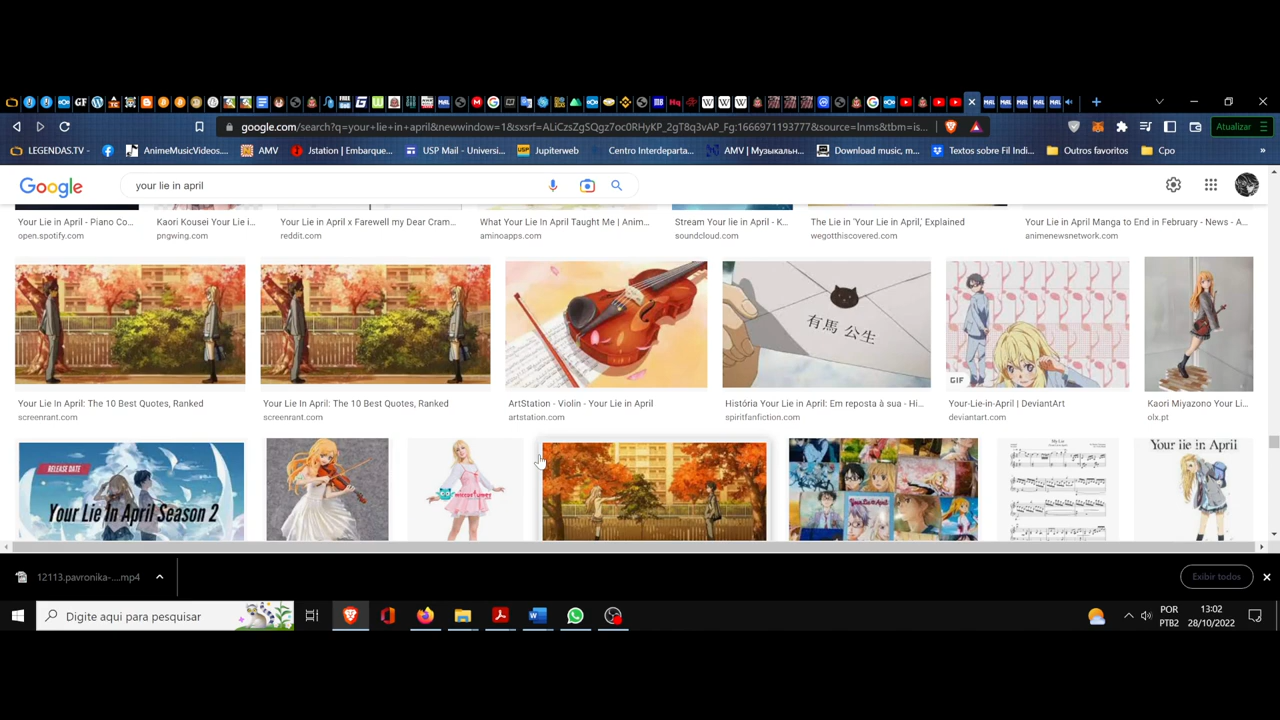 google.com/search?q=your+lie+in+april&newwindow=1&sxsrf=ALiCzsZgSQgz7oc0RHyKP_2gT8q3vAP_Fg:1666971193777&source=lnms&tbm=is...
Atualizar
LEGENDAS.TV
AnimeMusicVideos....
AMV
Jstation | Embarque...
USP Mail - Universi...
Jupiterweb
Centro Interdeparta...
AMV | Музыкальн...
Download music, m...
Textos sobre Fil Indi...
Outros favoritos
Cpo
Google
your lie in april
Your Lie in April - Piano Co...
open.spotify.com
Kaori Kousei Your Lie i...
pngwing.com
Your Lie in April x Farewell my Dear Cram...
reddit.com
What Your Lie In April Taught Me | Anim...
aminoapps.com
Stream Your lie in April - K...
soundcloud.com
The Lie in 'Your Lie in April,' Explained
wegotthiscovered.com
Your Lie in April Manga to End in February - News - A...
animenewsnetwork.com
有馬 公生
GIF
Your Lie In April: The 10 Best Quotes, Ranked
screenrant.com
Your Lie In April: The 10 Best Quotes, Ranked
screenrant.com
ArtStation - Violin - Your Lie in April
artstation.com
História Your Lie in April: Em reposta à sua - Hi...
spiritfanfiction.com
Your-Lie-in-April | DeviantArt
deviantart.com
Kaori Miyazono Your Li...
olx.pt
RELEASE DATE
Your Lie In April Season 2
My Lie
Your lie in April
12113.pavronika-....mp4
Exibir todos
Digite aqui para pesquisar
POR
PTB2
13:02
28/10/2022